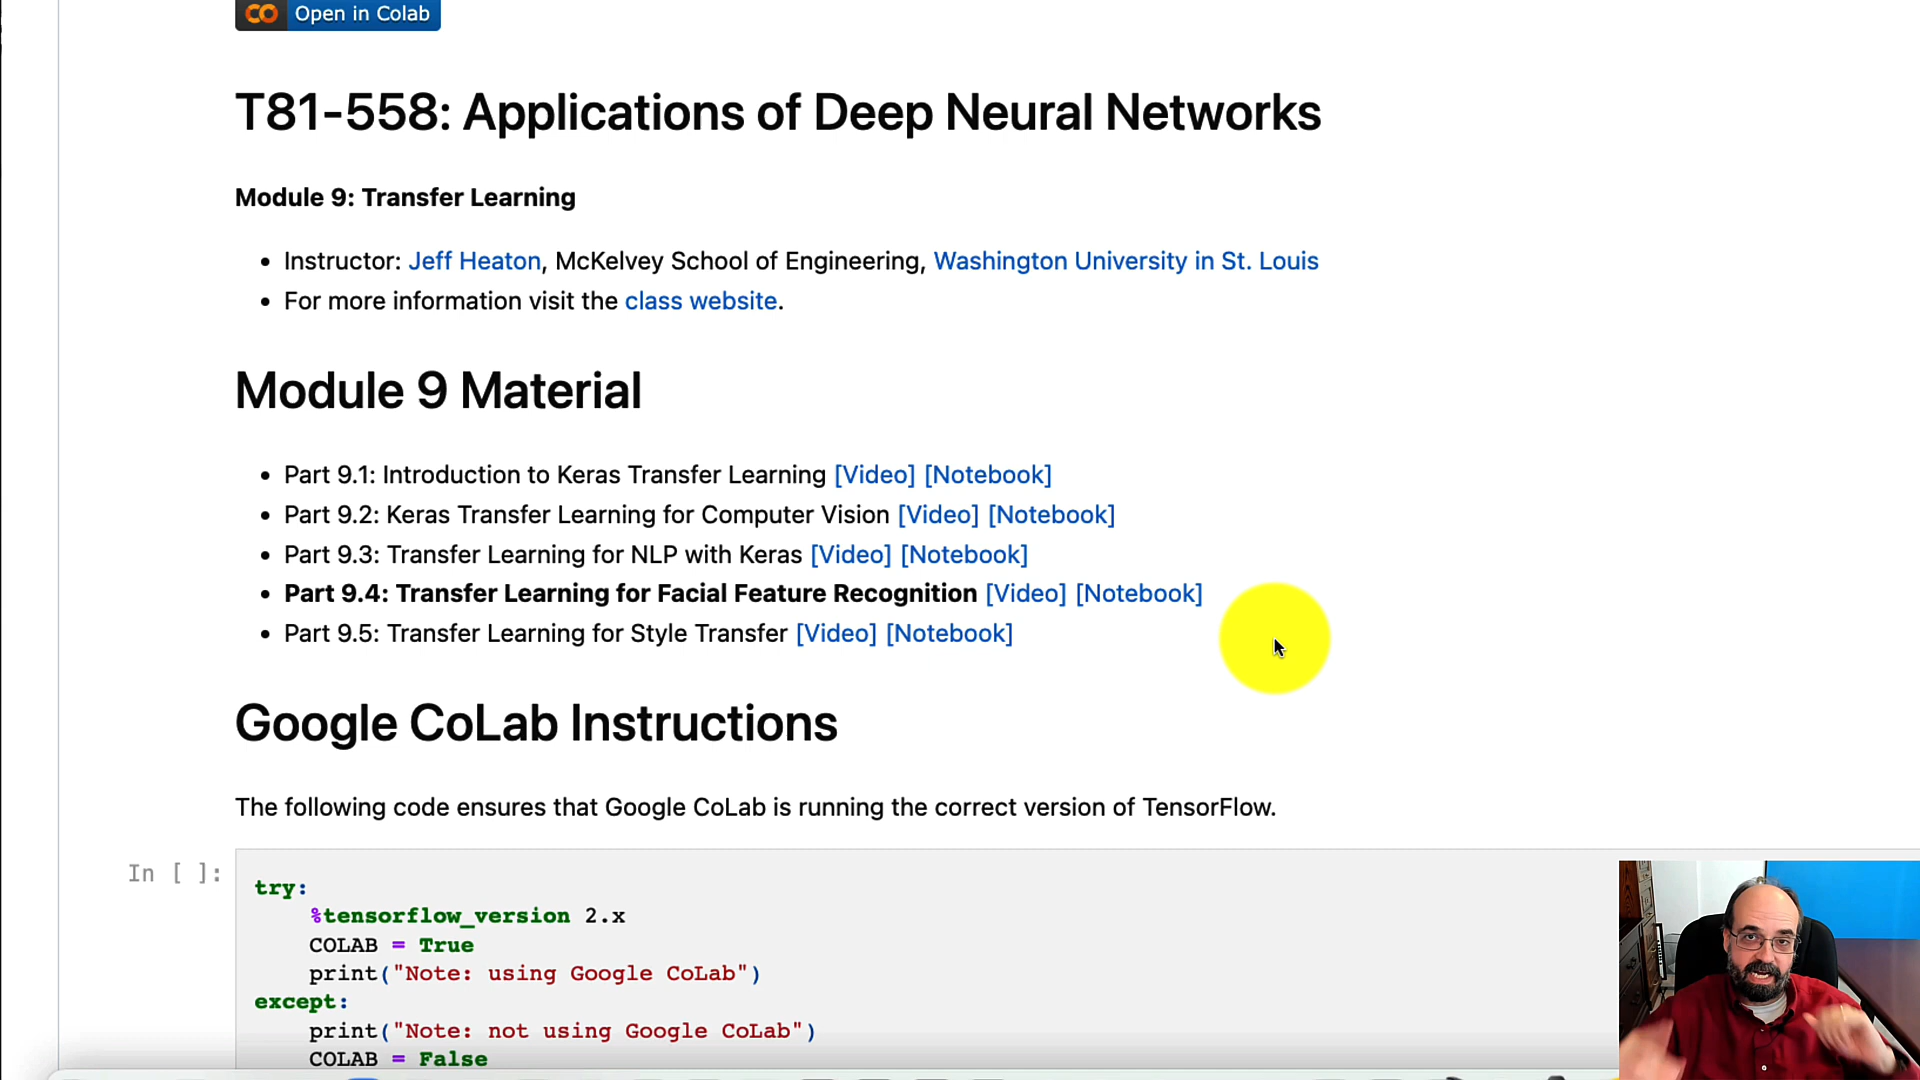 CO Open in Colab
T81-558: Applications of Deep Neural Networks
Module 9: Transfer Learning
• Instructor: Jeff Heaton, McKelvey School of Engineering, Washington University in St. Louis
• For more information visit the class website.
Module 9 Material
• Part 9.1: Introduction to Keras Transfer Learning [Video] [Notebook]
• Part 9.2: Keras Transfer Learning for Computer Vision [Video] [Notebook]
• Part 9.3: Transfer Learning for NLP with Keras [Video] [Notebook]
• Part 9.4: Transfer Learning for Facial Feature Recognition [Video] [Notebook]
• Part 9.5: Transfer Learning for Style Transfer [Video] [Notebook]
Google CoLab Instructions
The following code ensures that Google CoLab is running the correct version of TensorFlow.
In [ ]:
try:
    %tensorflow_version 2.x
    COLAB = True
    print("Note: using Google CoLab")
except:
    print("Note: not using Google CoLab")
    COLAB = False